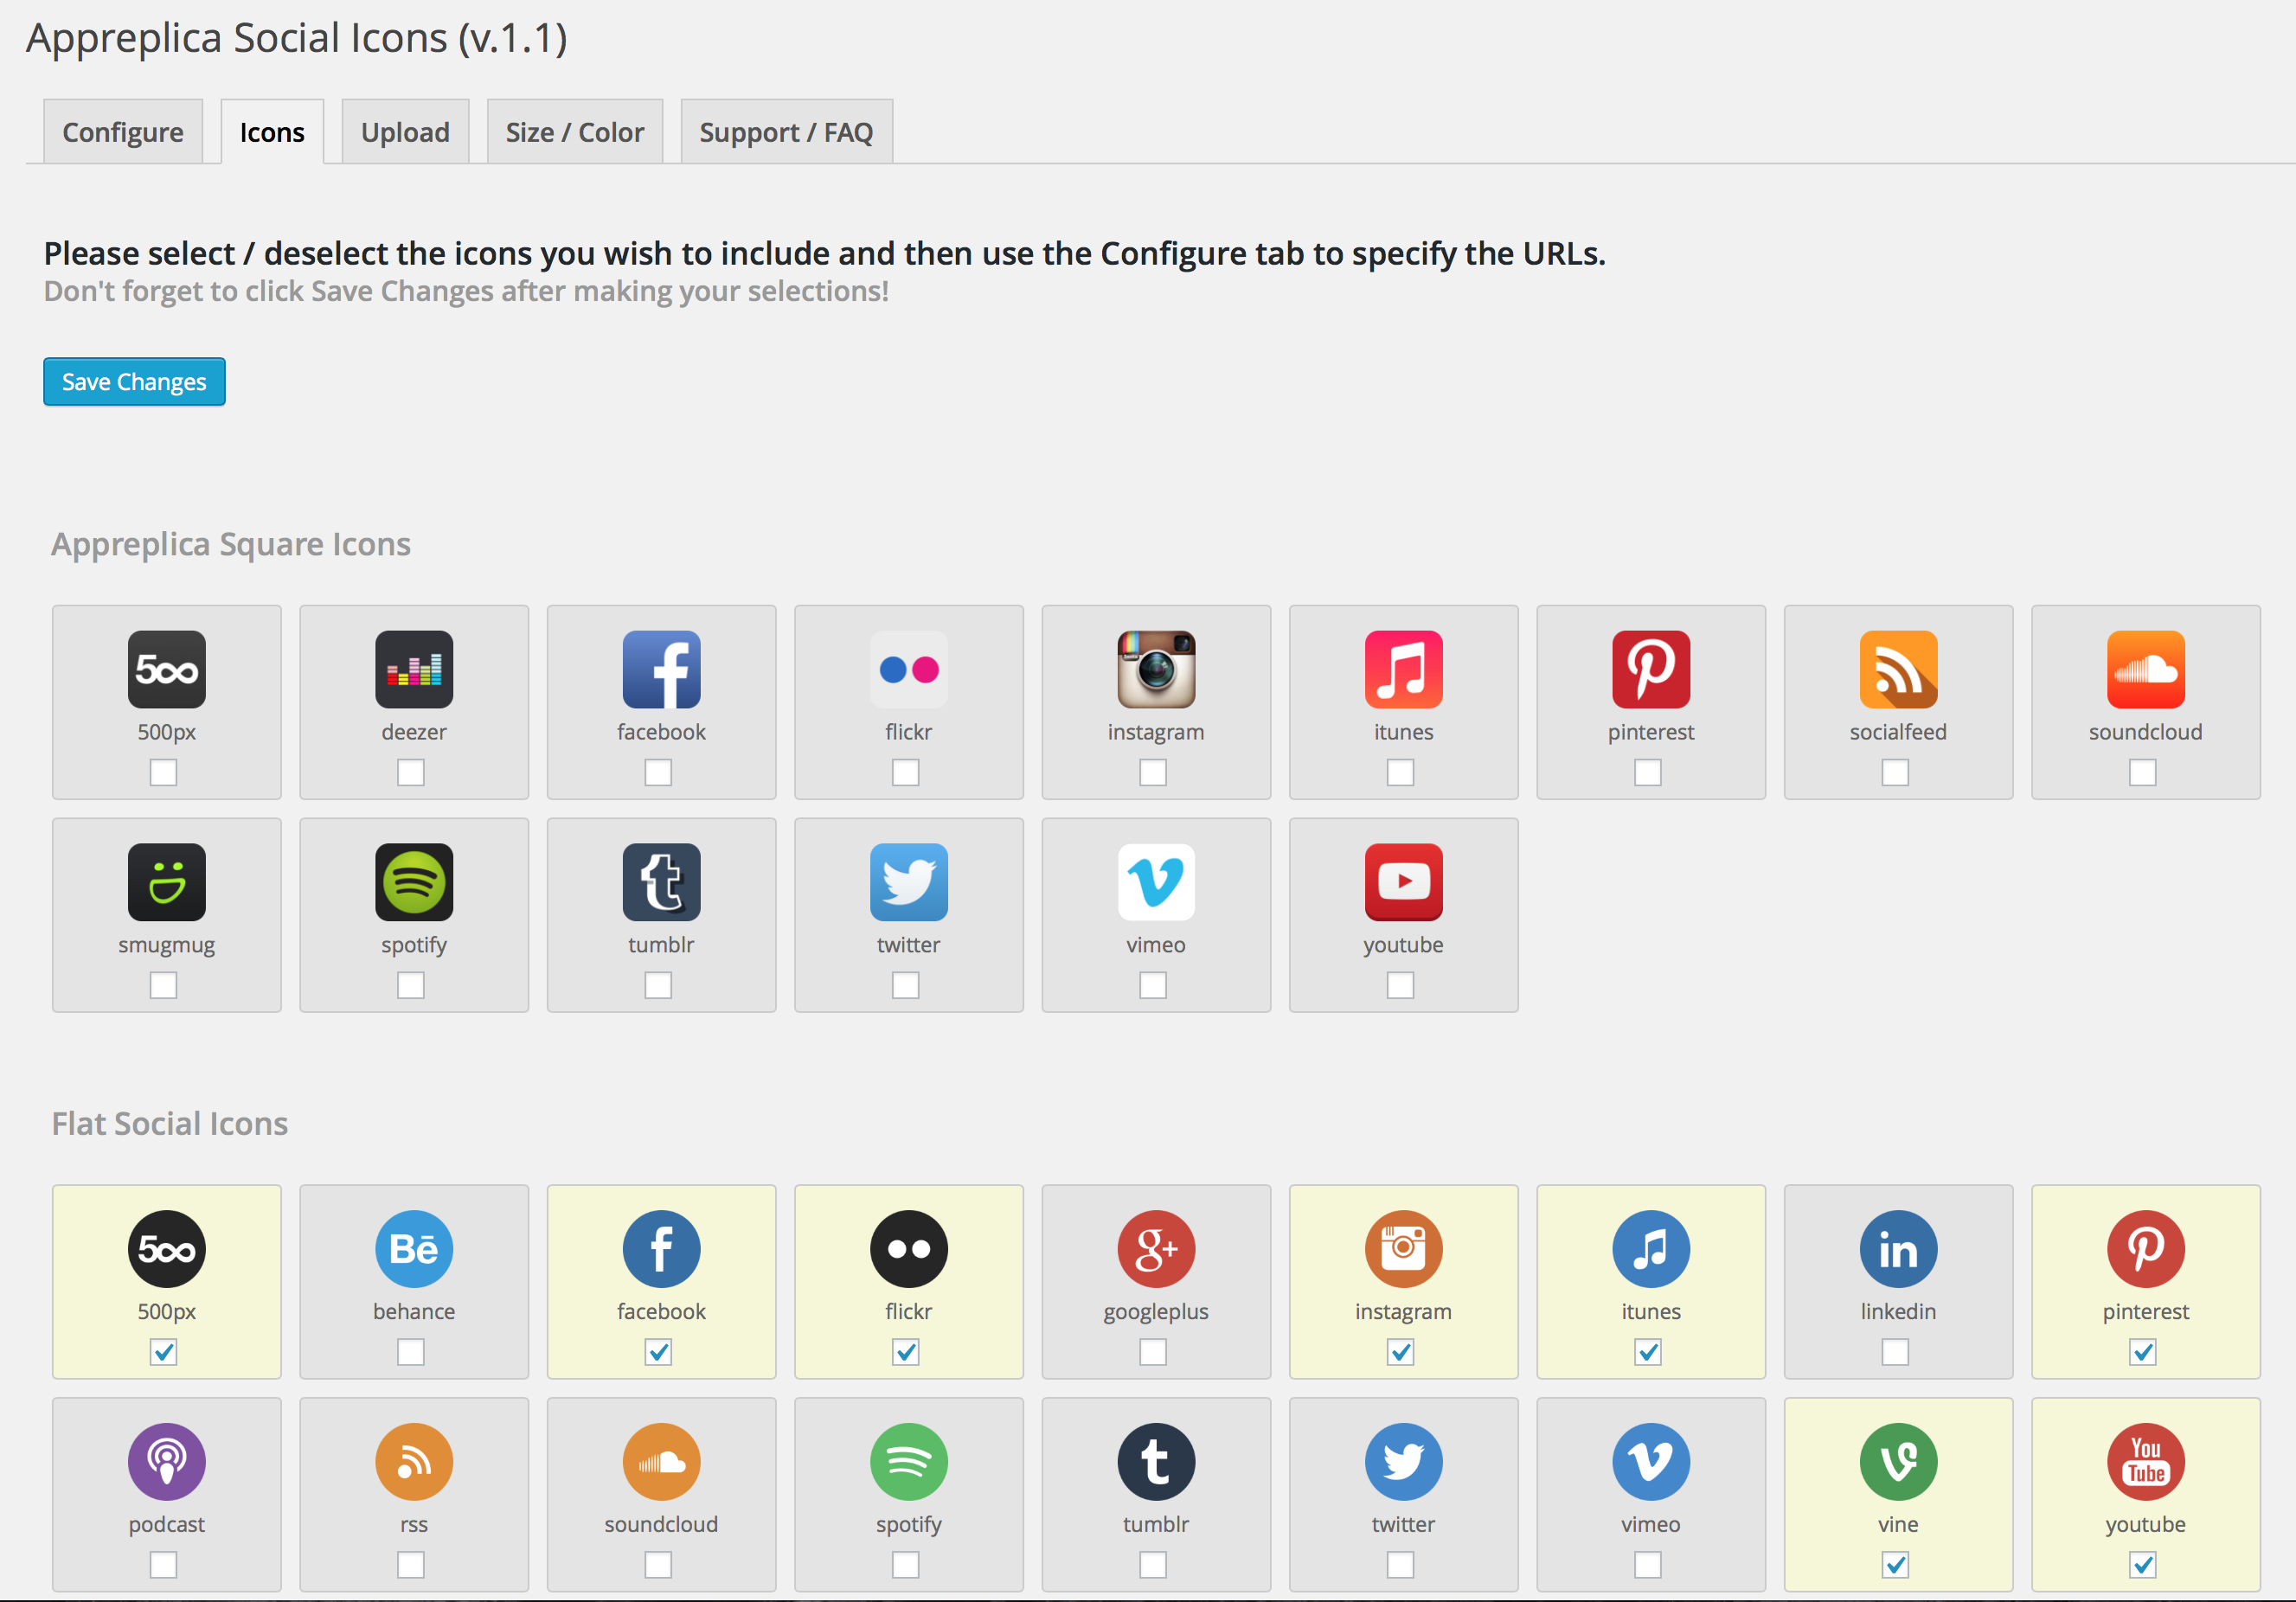 Appreplica Social Icons (v.1.1)
Configure Icons Upload Size / Color Support / FAQ
Please select / deselect the icons you wish to include and then use the Configure tab to specify the URLs.
Don't forget to click Save Changes after making your selections!
Save Changes
Appreplica Square Icons
500px deezer facebook flickr instagram itunes pinterest socialfeed soundcloud
smugmug spotify tumblr twitter vimeo youtube
Flat Social Icons
Bē g+ in
500px behance facebook flickr googleplus instagram itunes linkedin pinterest
You
Tube
podcast rss soundcloud spotify tumblr twitter vimeo vine youtube